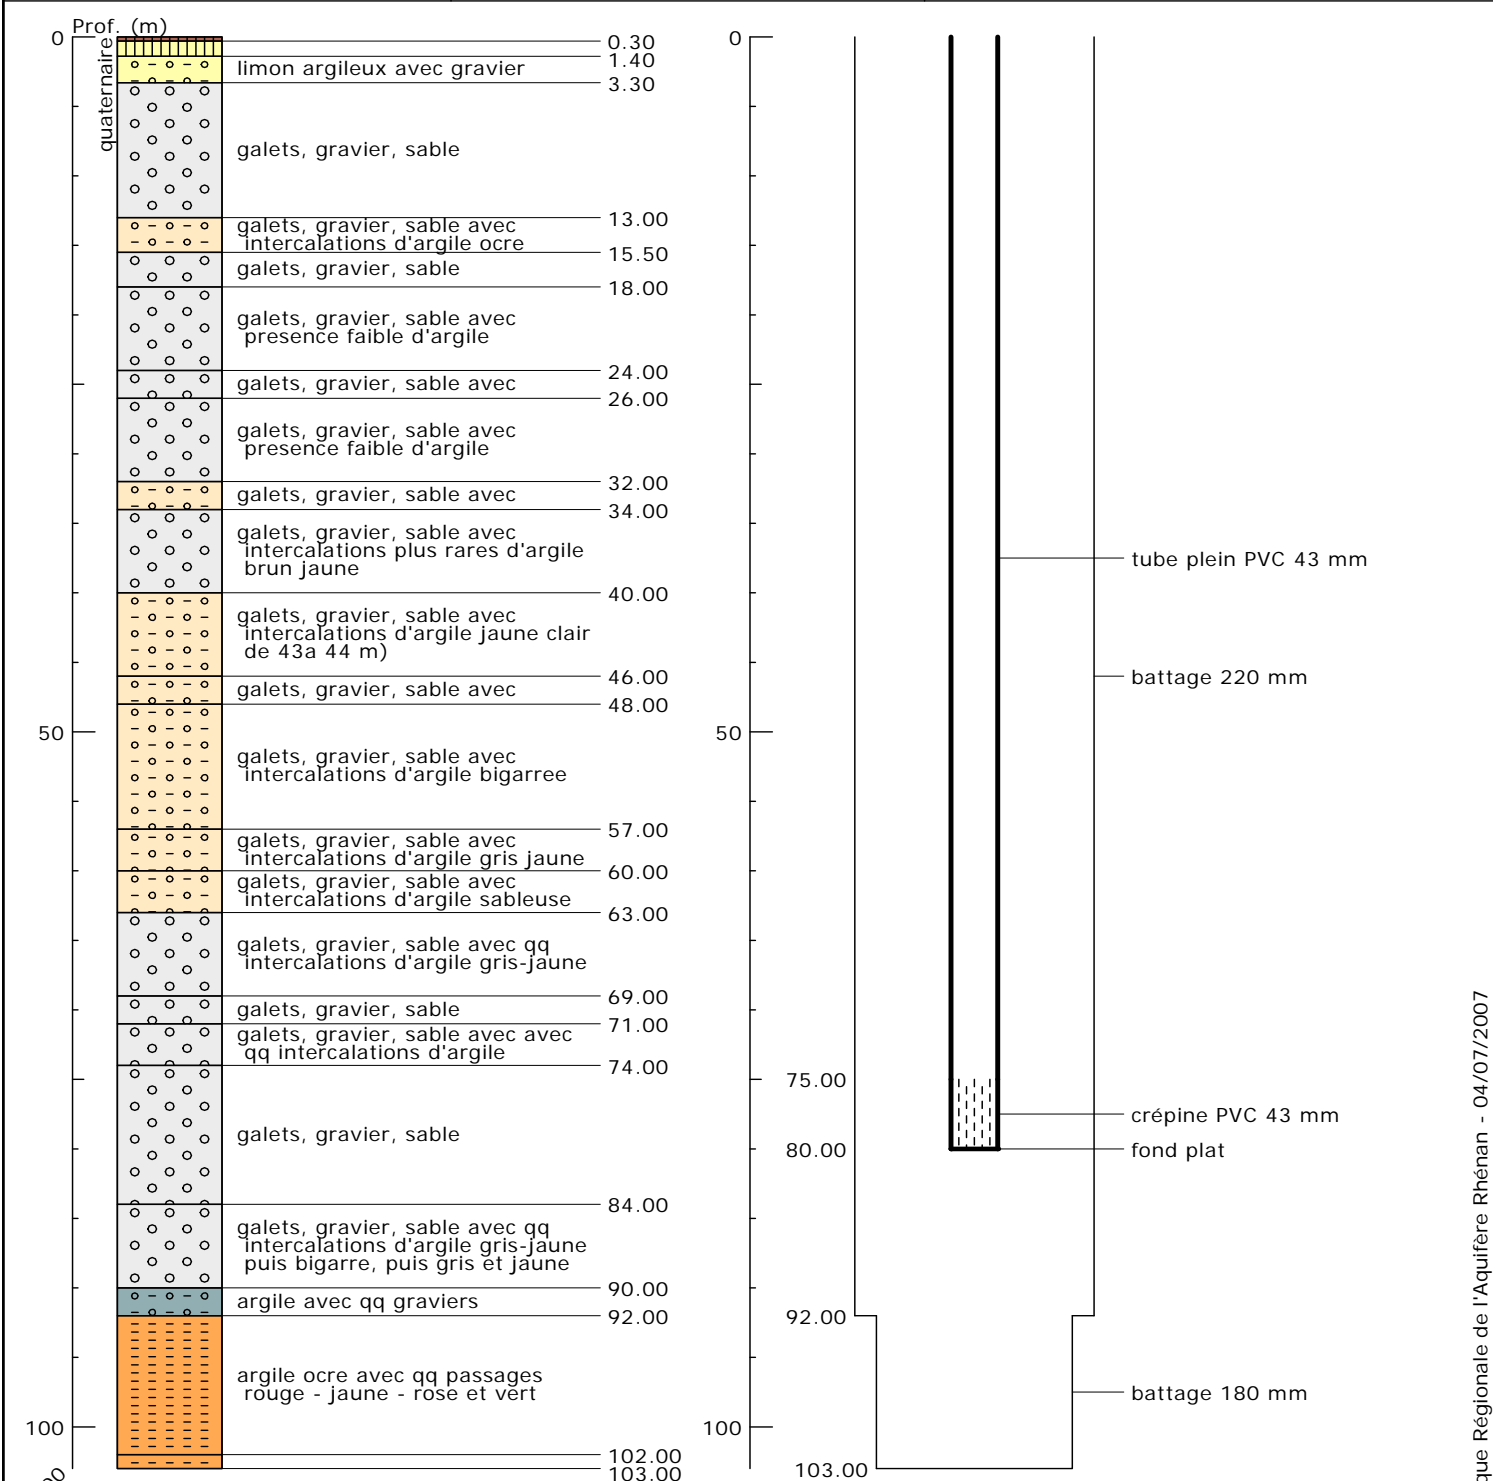 Prof. (m)
0
quaternaire
0.30
1.40
limon argileux avec gravier
3.30
galets, gravier, sable
13.00
galets, gravier, sable avec
intercalations d'argile ocre
15.50
galets, gravier, sable
18.00
galets, gravier, sable avec
presence faible d'argile
24.00
galets, gravier, sable avec
26.00
galets, gravier, sable avec
presence faible d'argile
32.00
galets, gravier, sable avec
34.00
galets, gravier, sable avec
intercalations plus rares d'argile
brun jaune
40.00
galets, gravier, sable avec
intercalations d'argile jaune clair
de 43a 44 m)
46.00
galets, gravier, sable avec
48.00
50
galets, gravier, sable avec
intercalations d'argile bigarree
57.00
galets, gravier, sable avec
intercalations d'argile gris jaune
60.00
galets, gravier, sable avec
intercalations d'argile sableuse
63.00
galets, gravier, sable avec qq
intercalations d'argile gris-jaune
69.00
galets, gravier, sable
71.00
galets, gravier, sable avec avec
qq intercalations d'argile
74.00
galets, gravier, sable
84.00
galets, gravier, sable avec qq
intercalations d'argile gris-jaune
puis bigarre, puis gris et jaune
90.00
argile avec qq graviers
92.00
argile ocre avec qq passages
rouge - jaune - rose et vert
100
102.00
103.00
0
tube plein PVC 43 mm
battage 220 mm
50
75.00
crépine PVC 43 mm
80.00
fond plat
92.00
battage 180 mm
100
103.00
Régionale de l'Aquifère Rhénan - 04/07/2007